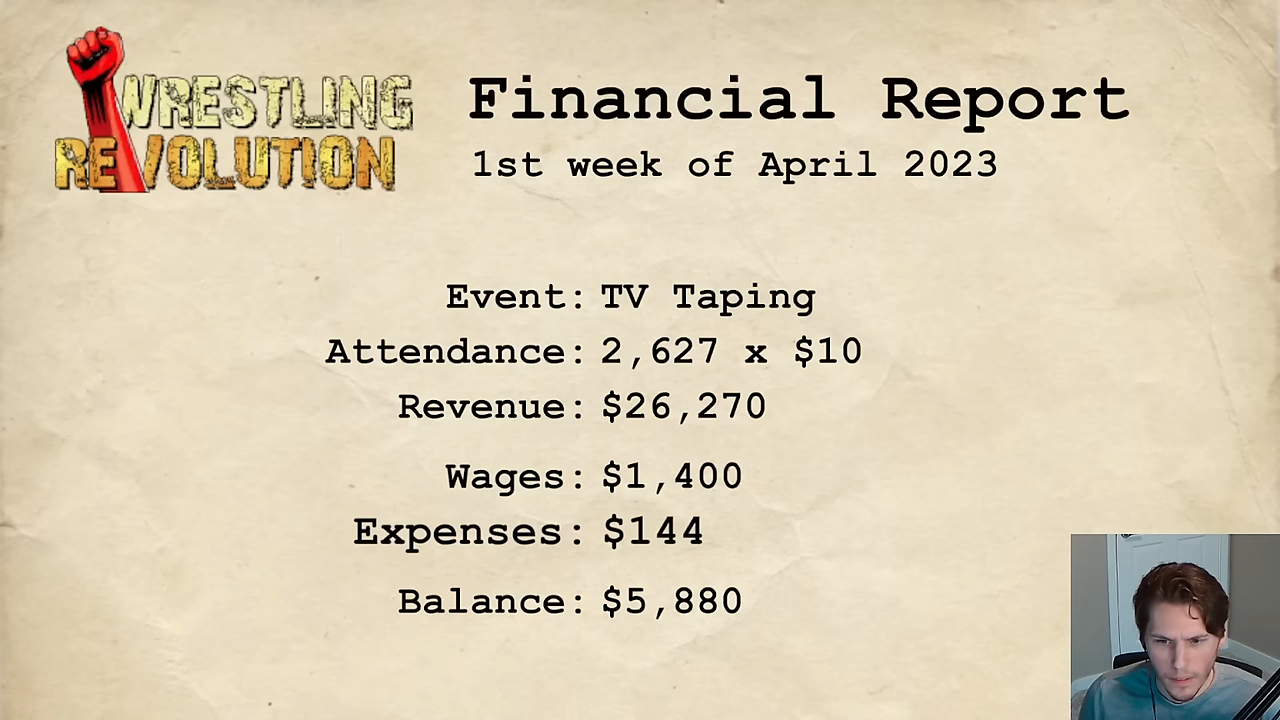 WRESTLING
REVOLUTION
Financial Report
1st week of April 2023
Event: TV Taping
Attendance: 2,627 x $10
Revenue: $26,270
Wages: $1,400
Expenses: $144
Balance: $5,880